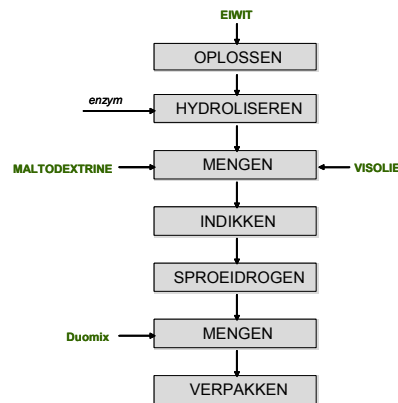 EIWIT
OPLOSSEN
enzym
HYDROLISEREN
MALTODEXTRINE
MENGEN
VISOLIE
INDIKKEN
SPROEIDROGEN
Duomix
MENGEN
VERPAKKEN